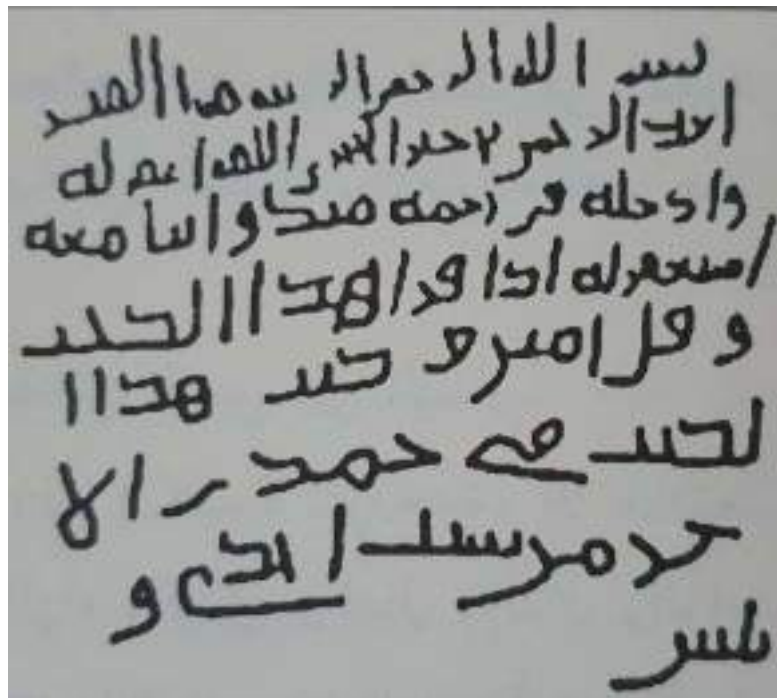 بسم الله الرحمن الرحيم هذا القبر
لعبد الرحمن بن خير الحجري اللهم اغفر له
وادخله في رحمة منك واتنا معه
استغفر له اذا قرا هذا الكتب
وقل امين وكتب هذا ا
لكتب في جمدى الا
خر من سنت احدى و
ثلثين